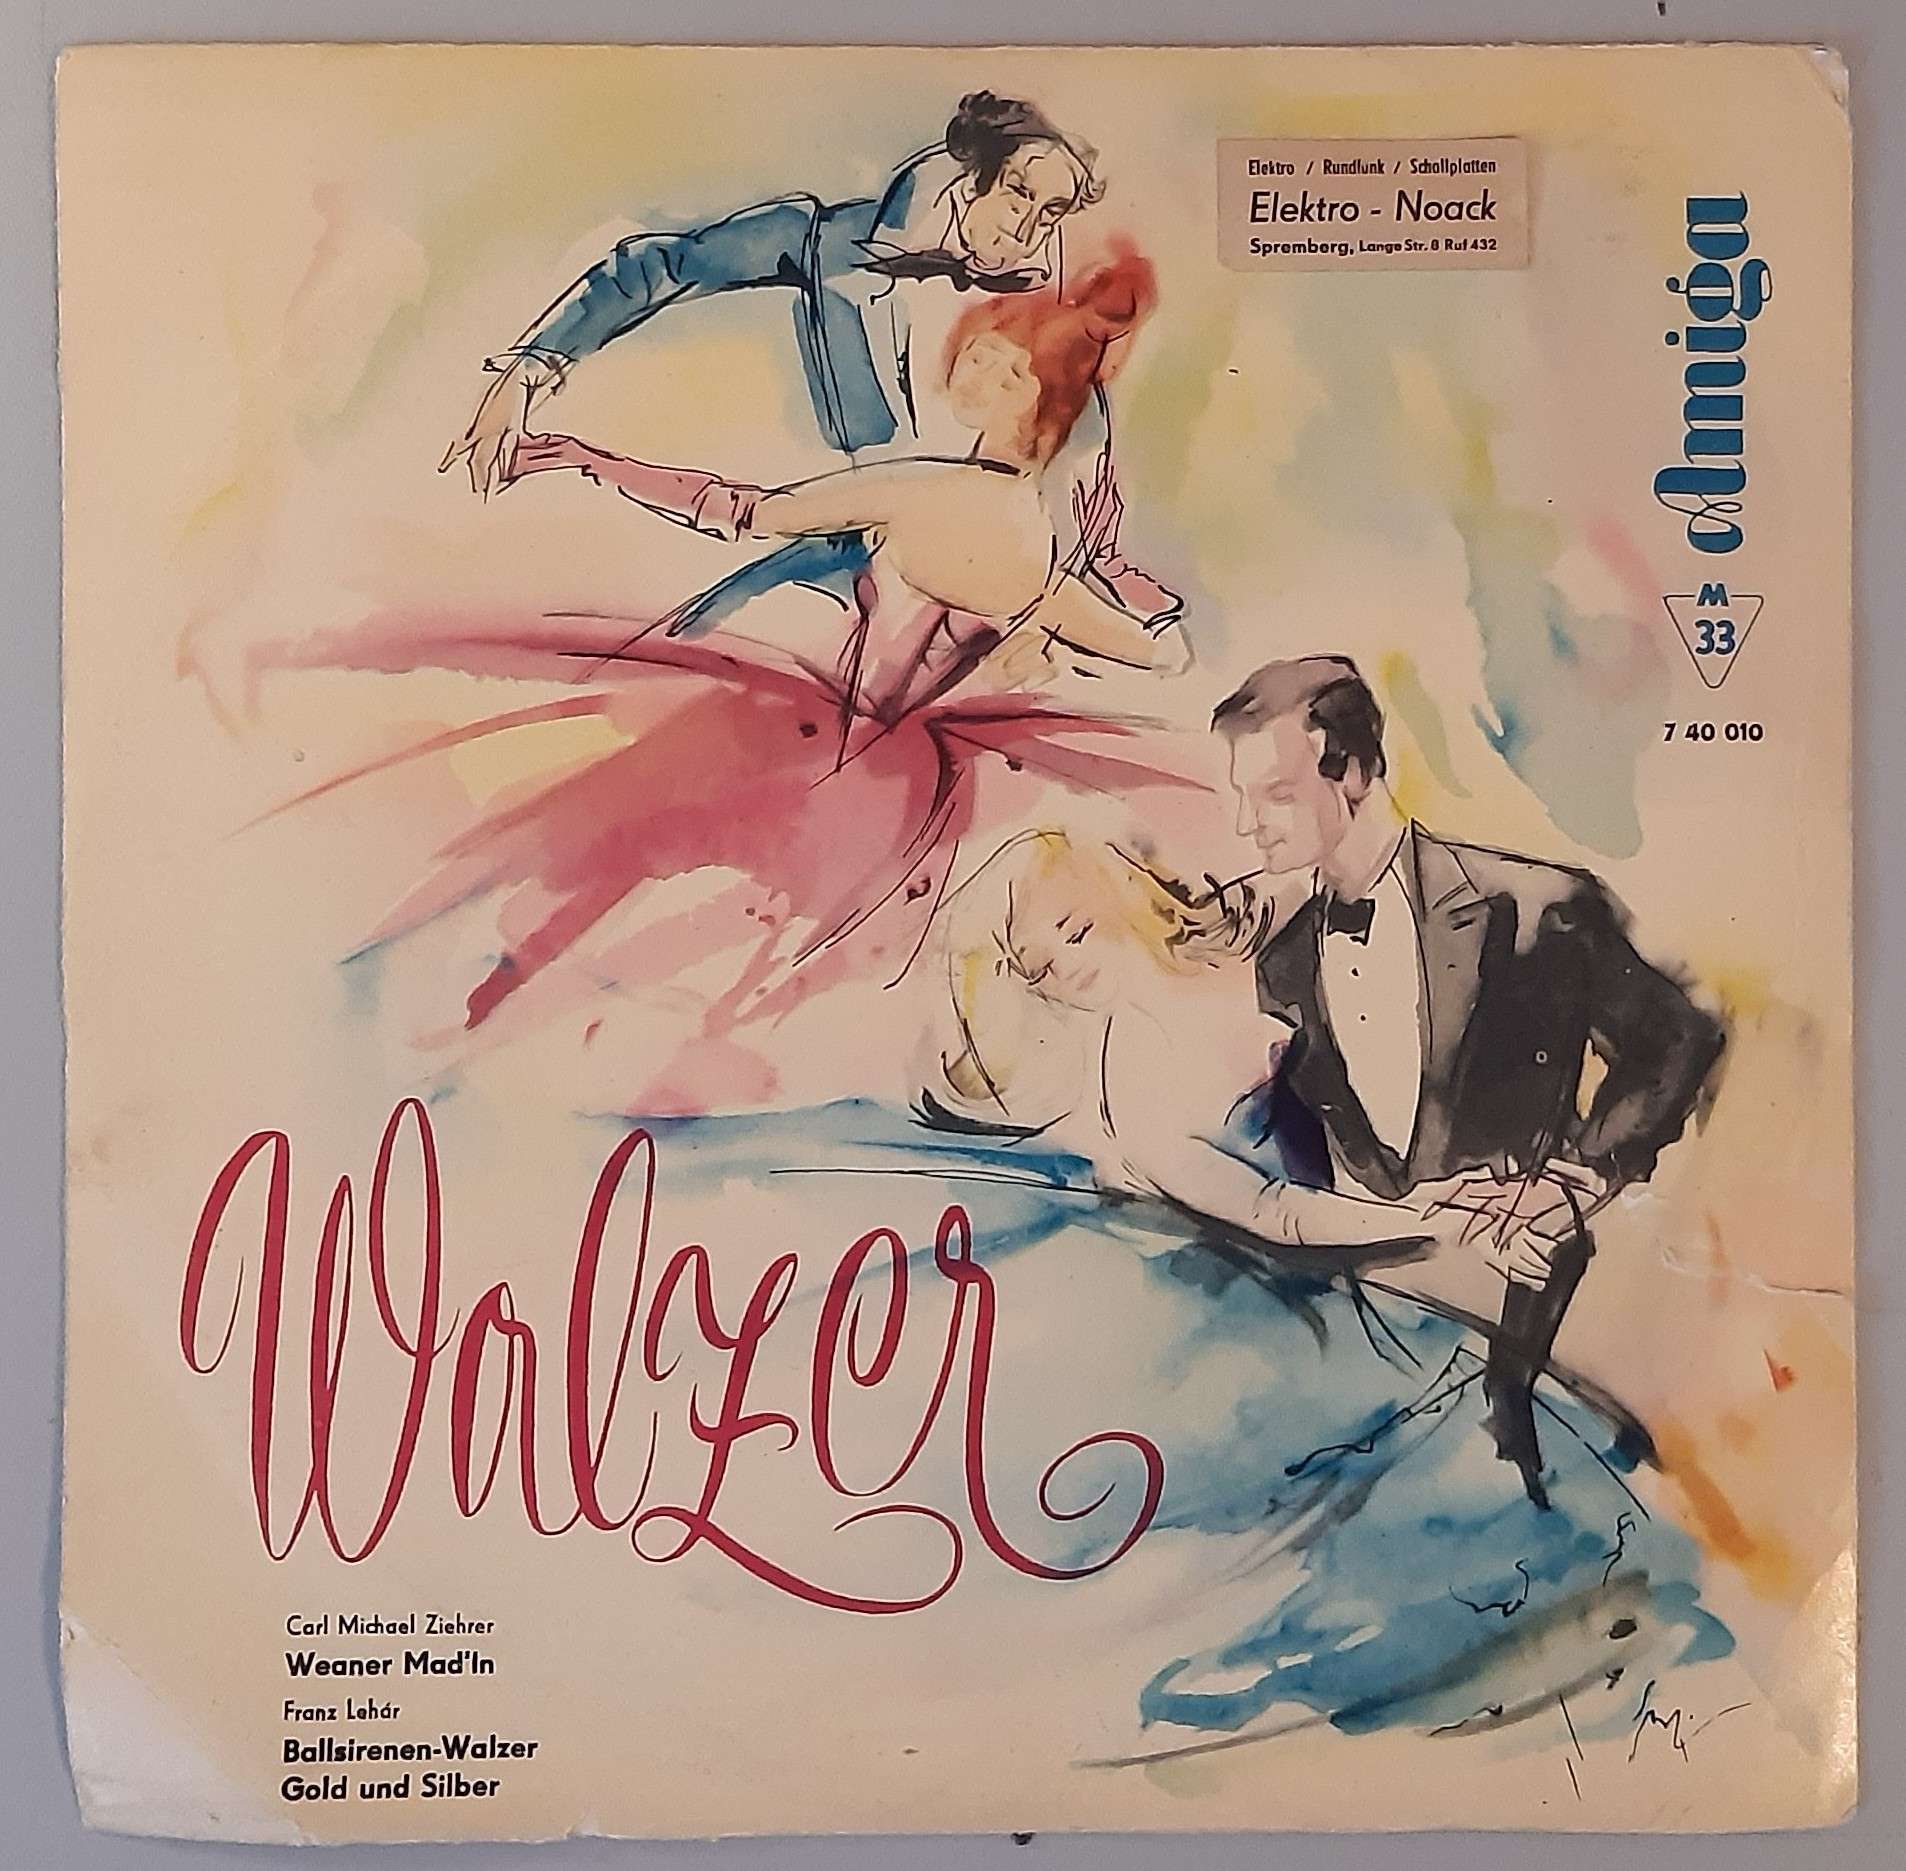 Elektro / Rundfunk / Schallplatten
Elektro - Noack
Spremberg, Lange Str. 8 Ruf 432
Amiga
M
33
7 40 010
Walzer
Carl Michael Ziehrer
Weaner Mad'ln
Franz Lehár
Ballsirenen-Walzer
Gold und Silber